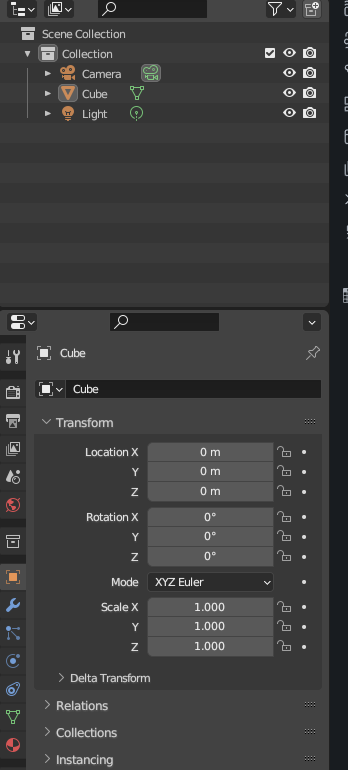 Scene Collection
Collection
Camera
Cube
Light
Cube
Cube
Transform
Location X 0 m
Y 0 m
Z 0 m
Rotation X 0°
Y 0°
Z 0°
Mode XYZ Euler
Scale X 1.000
Y 1.000
Z 1.000
Delta Transform
Relations
Collections
Instancing